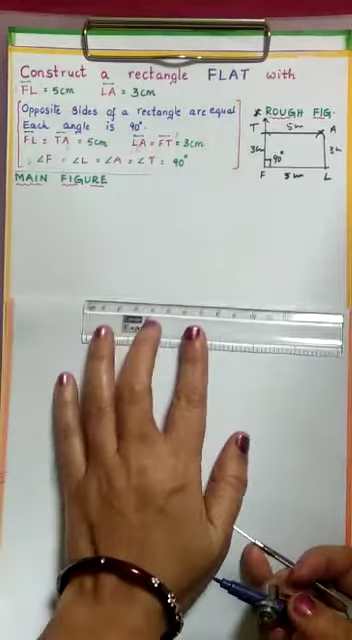 Construct a rectangle FLAT with
FL = 5cm LA = 3cm
[Opposite sides of a rectangle are equal
Each angle is 90°.
FL = TA = 5cm LA = FT = 3cm
∠F = ∠L = ∠A = ∠T = 90°]
* ROUGH FIG.
T 5cm A
3cm 90° 3
F 5cm L
MAIN FIGURE